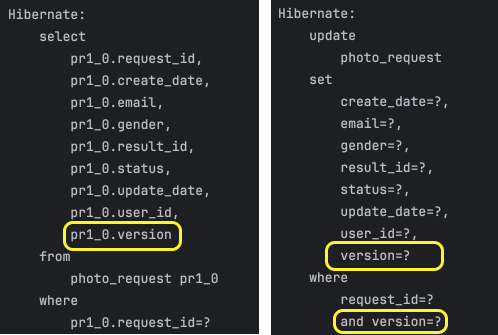 Hibernate:
select
pr1_0.request_id,
pr1_0.create_date,
pr1_0.email,
pr1_0.gender,
pr1_0.result_id,
pr1_0.status,
pr1_0.update_date,
pr1_0.user_id,
pr1_0.version
from
photo_request pr1_0
where
pr1_0.request_id=?
Hibernate:
update
photo_request
set
create_date=?,
email=?,
gender=?,
result_id=?,
status=?,
update_date=?,
user_id=?,
version=?
where
request_id=?
and version=?